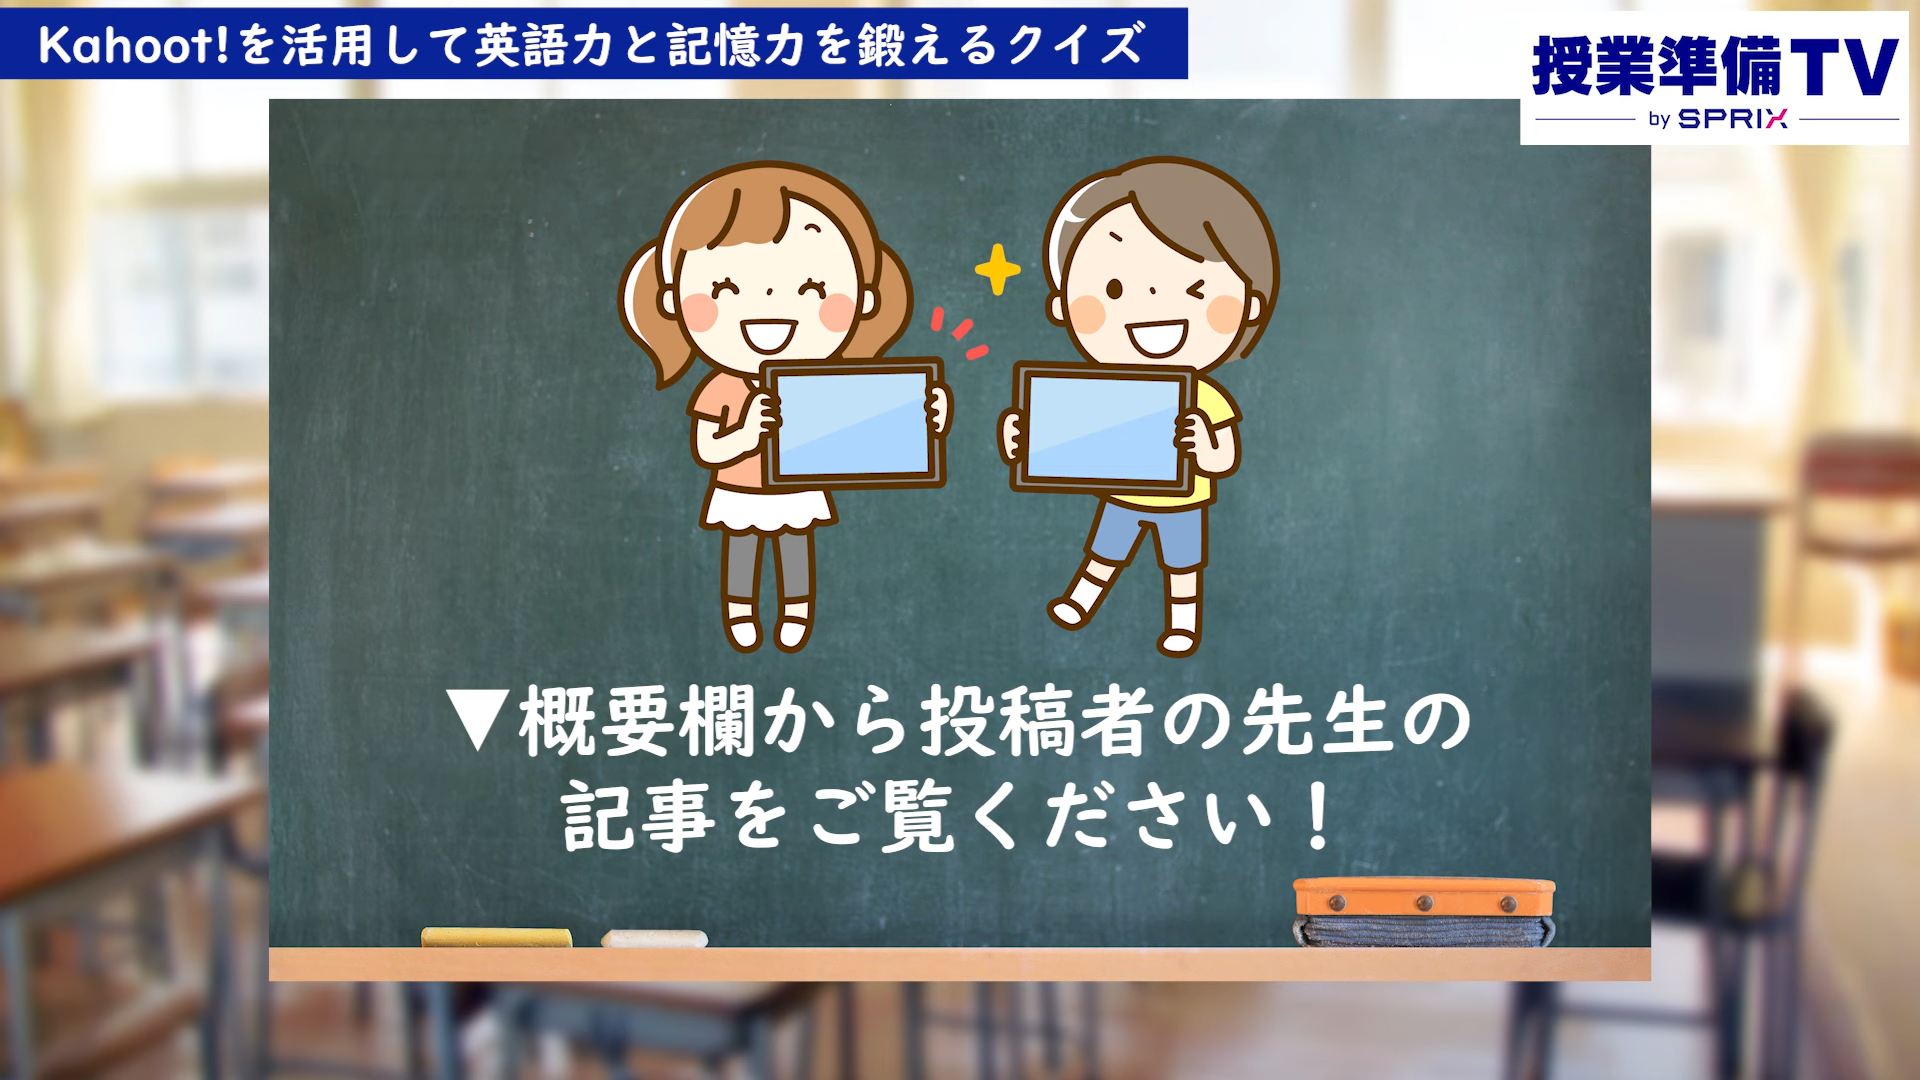 Kahoot!を活用して英語力と記憶力を鍛えるクイズ
授業準備TV
by SPRIX
▼概要欄から投稿者の先生の
記事をご覧ください！